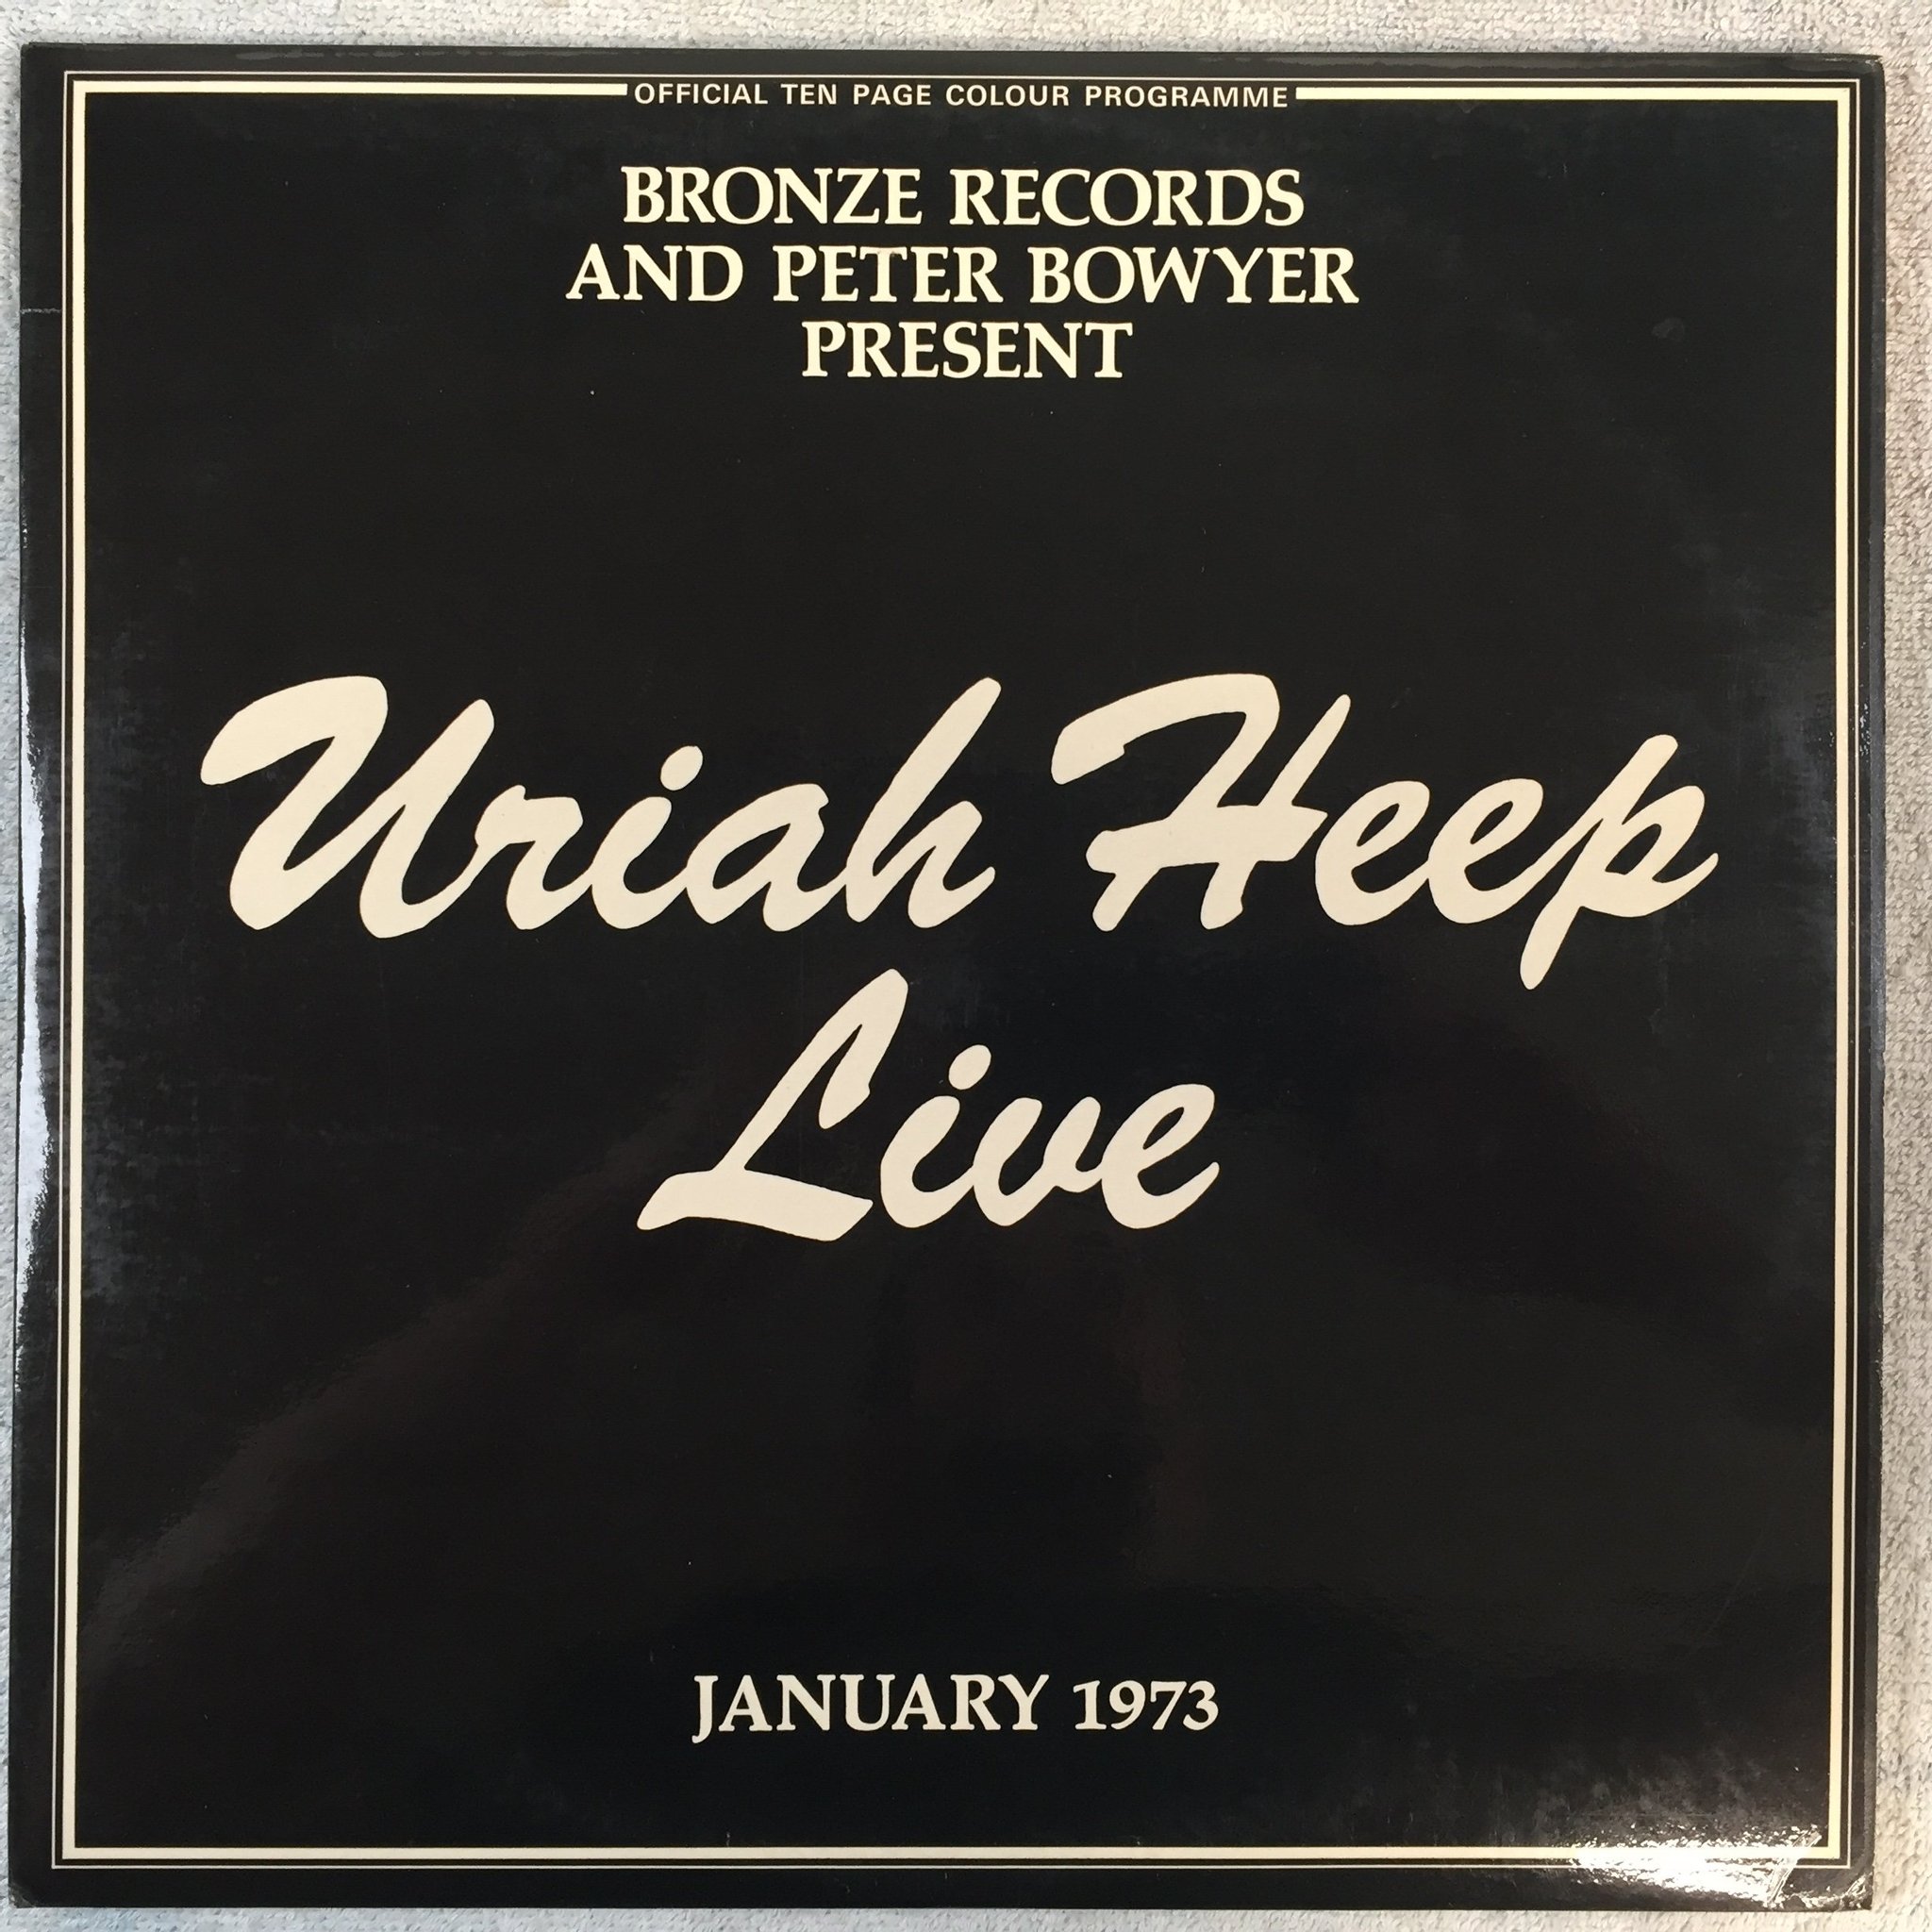 OFFICIAL TEN PAGE COLOUR PROGRAMME
BRONZE RECORDS
AND PETER BOWYER
PRESENT
Uriah Heep
Live
JANUARY 1973